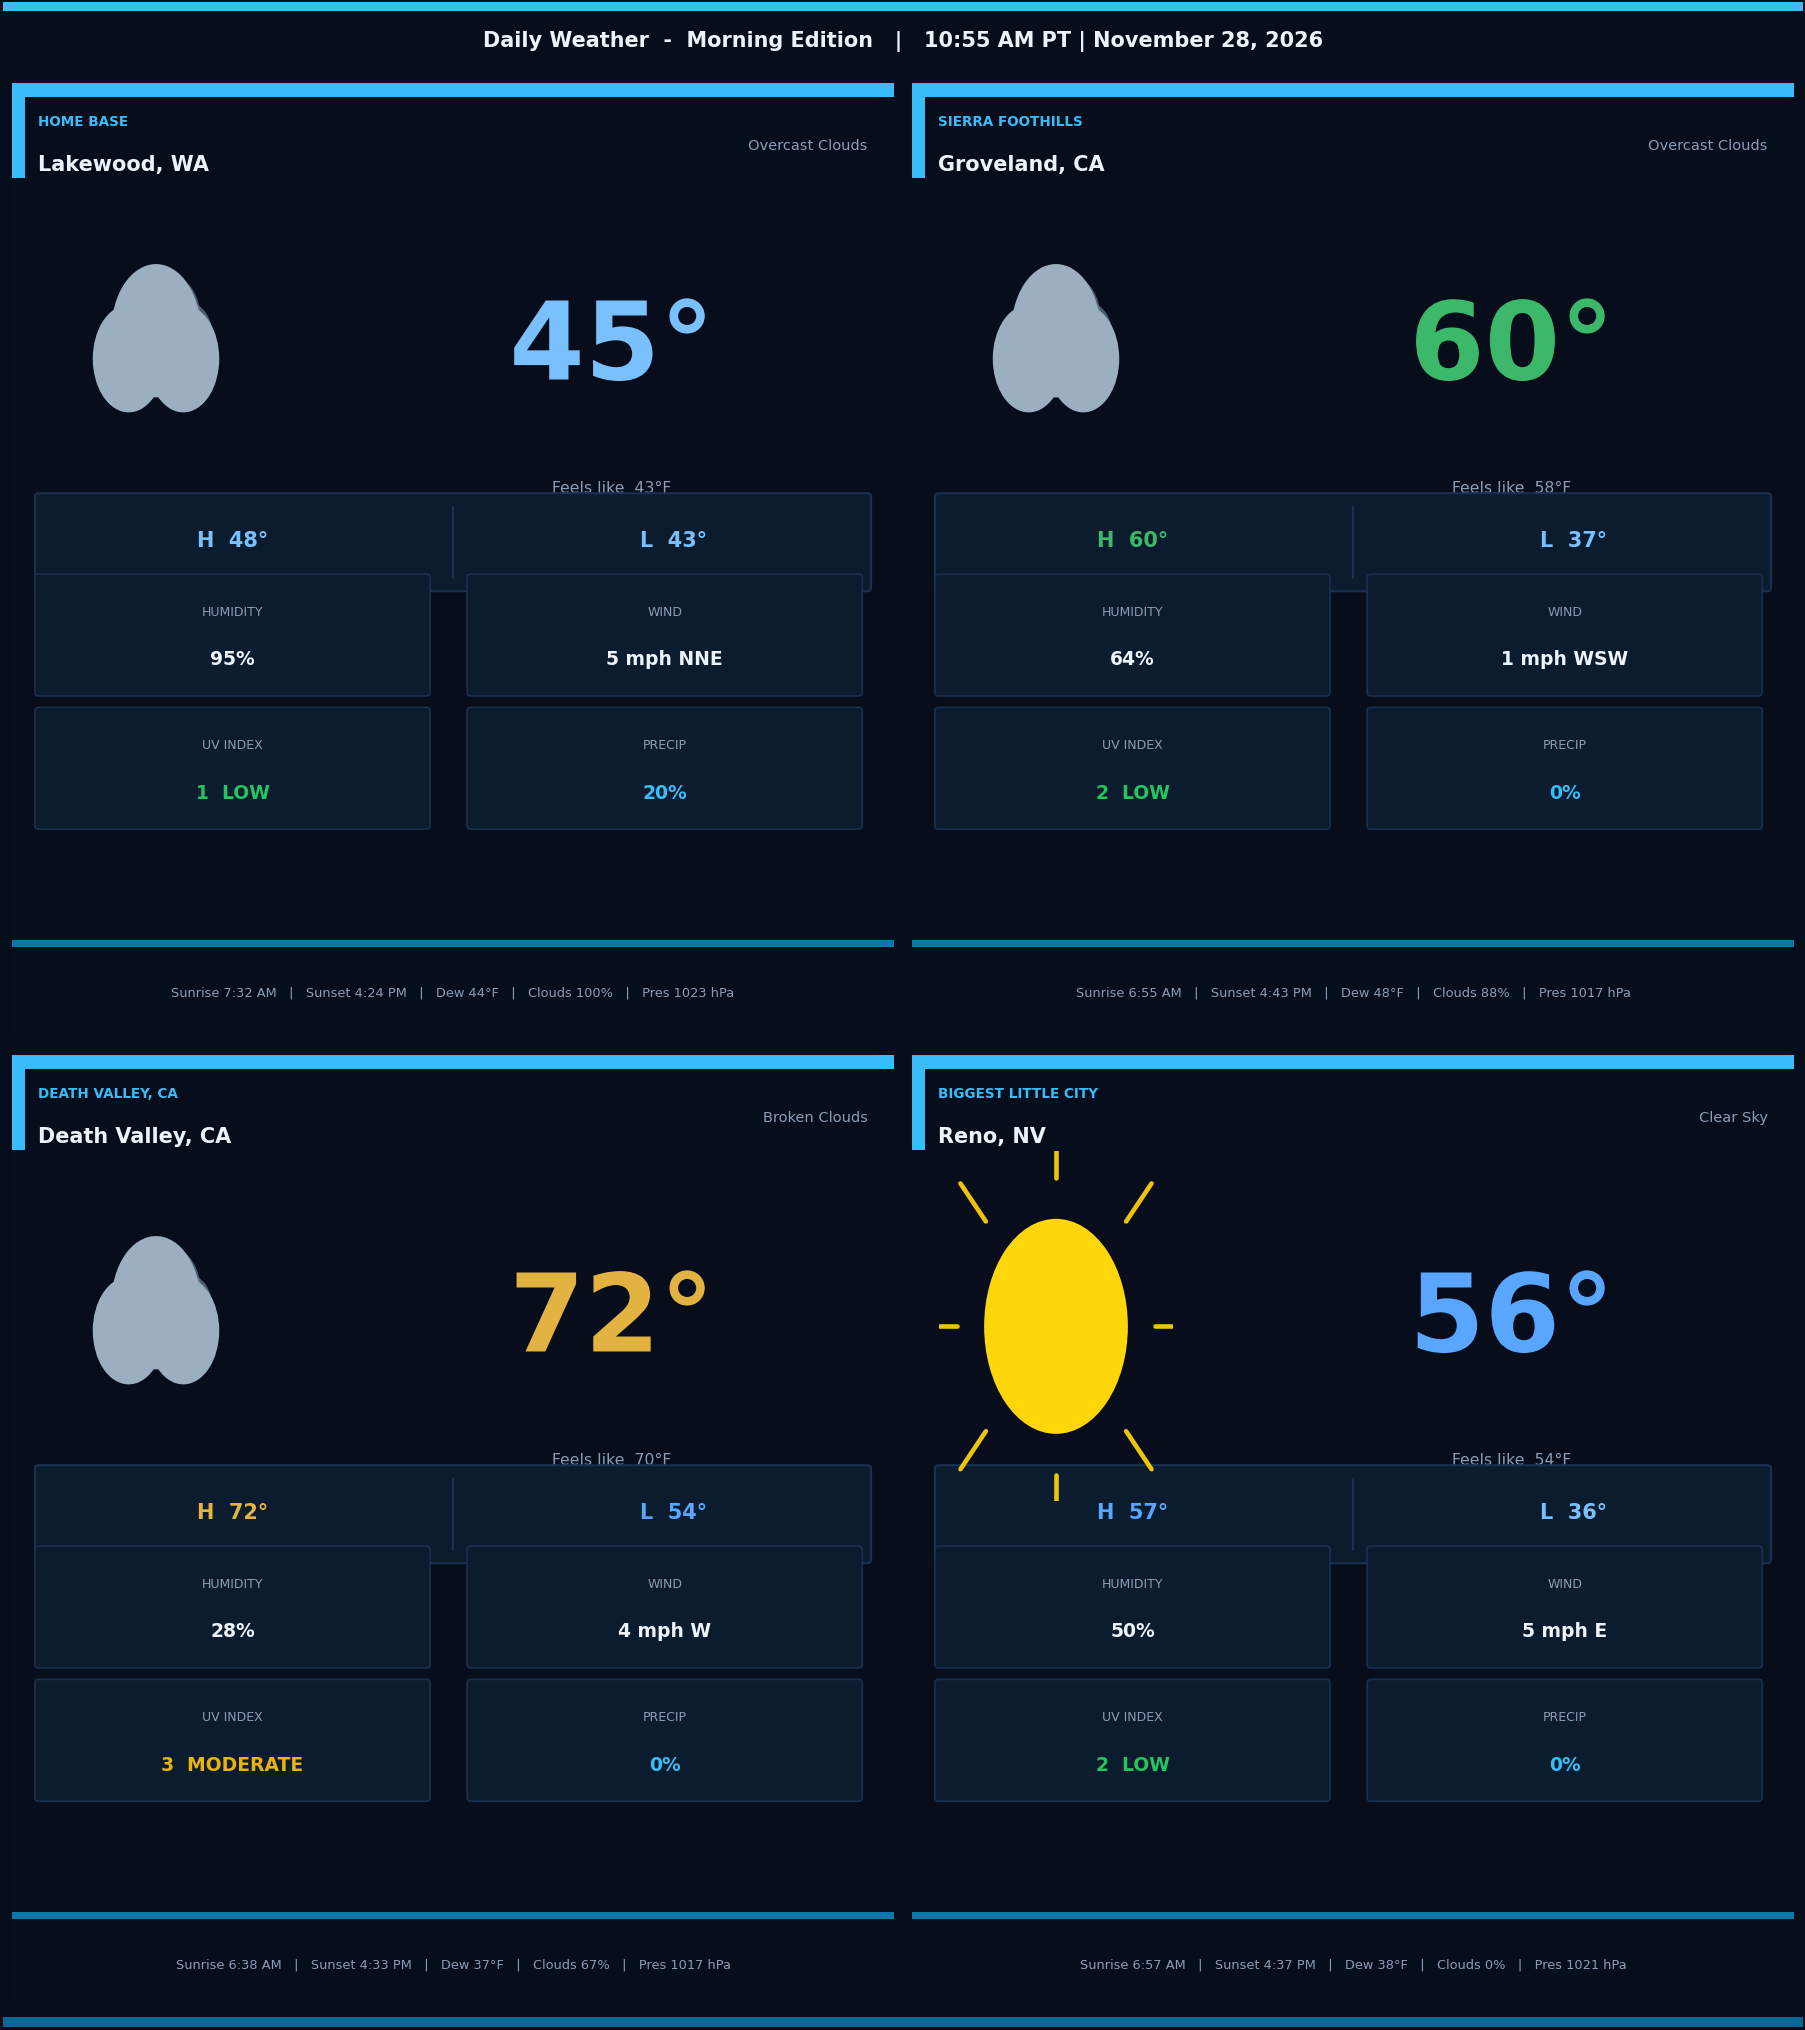 Daily Weather - Morning Edition | 10:55 AM PT | November 28, 2026
HOME BASE
Overcast Clouds
Lakewood, WA
45°
Feels like 43°F
H 48°
L 43°
HUMIDITY
WIND
95%
5 mph NNE
UV INDEX
PRECIP
1 LOW
20%
Sunrise 7:32 AM | Sunset 4:24 PM | Dew 44°F | Clouds 100% | Pres 1023 hPa
SIERRA FOOTHILLS
Overcast Clouds
Groveland, CA
60°
Feels like 58°F
H 60°
L 37°
HUMIDITY
WIND
64%
1 mph WSW
UV INDEX
PRECIP
2 LOW
0%
Sunrise 6:55 AM | Sunset 4:43 PM | Dew 48°F | Clouds 88% | Pres 1017 hPa
DEATH VALLEY, CA
Broken Clouds
Death Valley, CA
72°
Feels like 70°F
H 72°
L 54°
HUMIDITY
WIND
28%
4 mph W
UV INDEX
PRECIP
3 MODERATE
0%
Sunrise 6:38 AM | Sunset 4:33 PM | Dew 37°F | Clouds 67% | Pres 1017 hPa
BIGGEST LITTLE CITY
Clear Sky
Reno, NV
56°
Feels like 54°F
H 57°
L 36°
HUMIDITY
WIND
50%
5 mph E
UV INDEX
PRECIP
2 LOW
0%
Sunrise 6:57 AM | Sunset 4:37 PM | Dew 38°F | Clouds 0% | Pres 1021 hPa